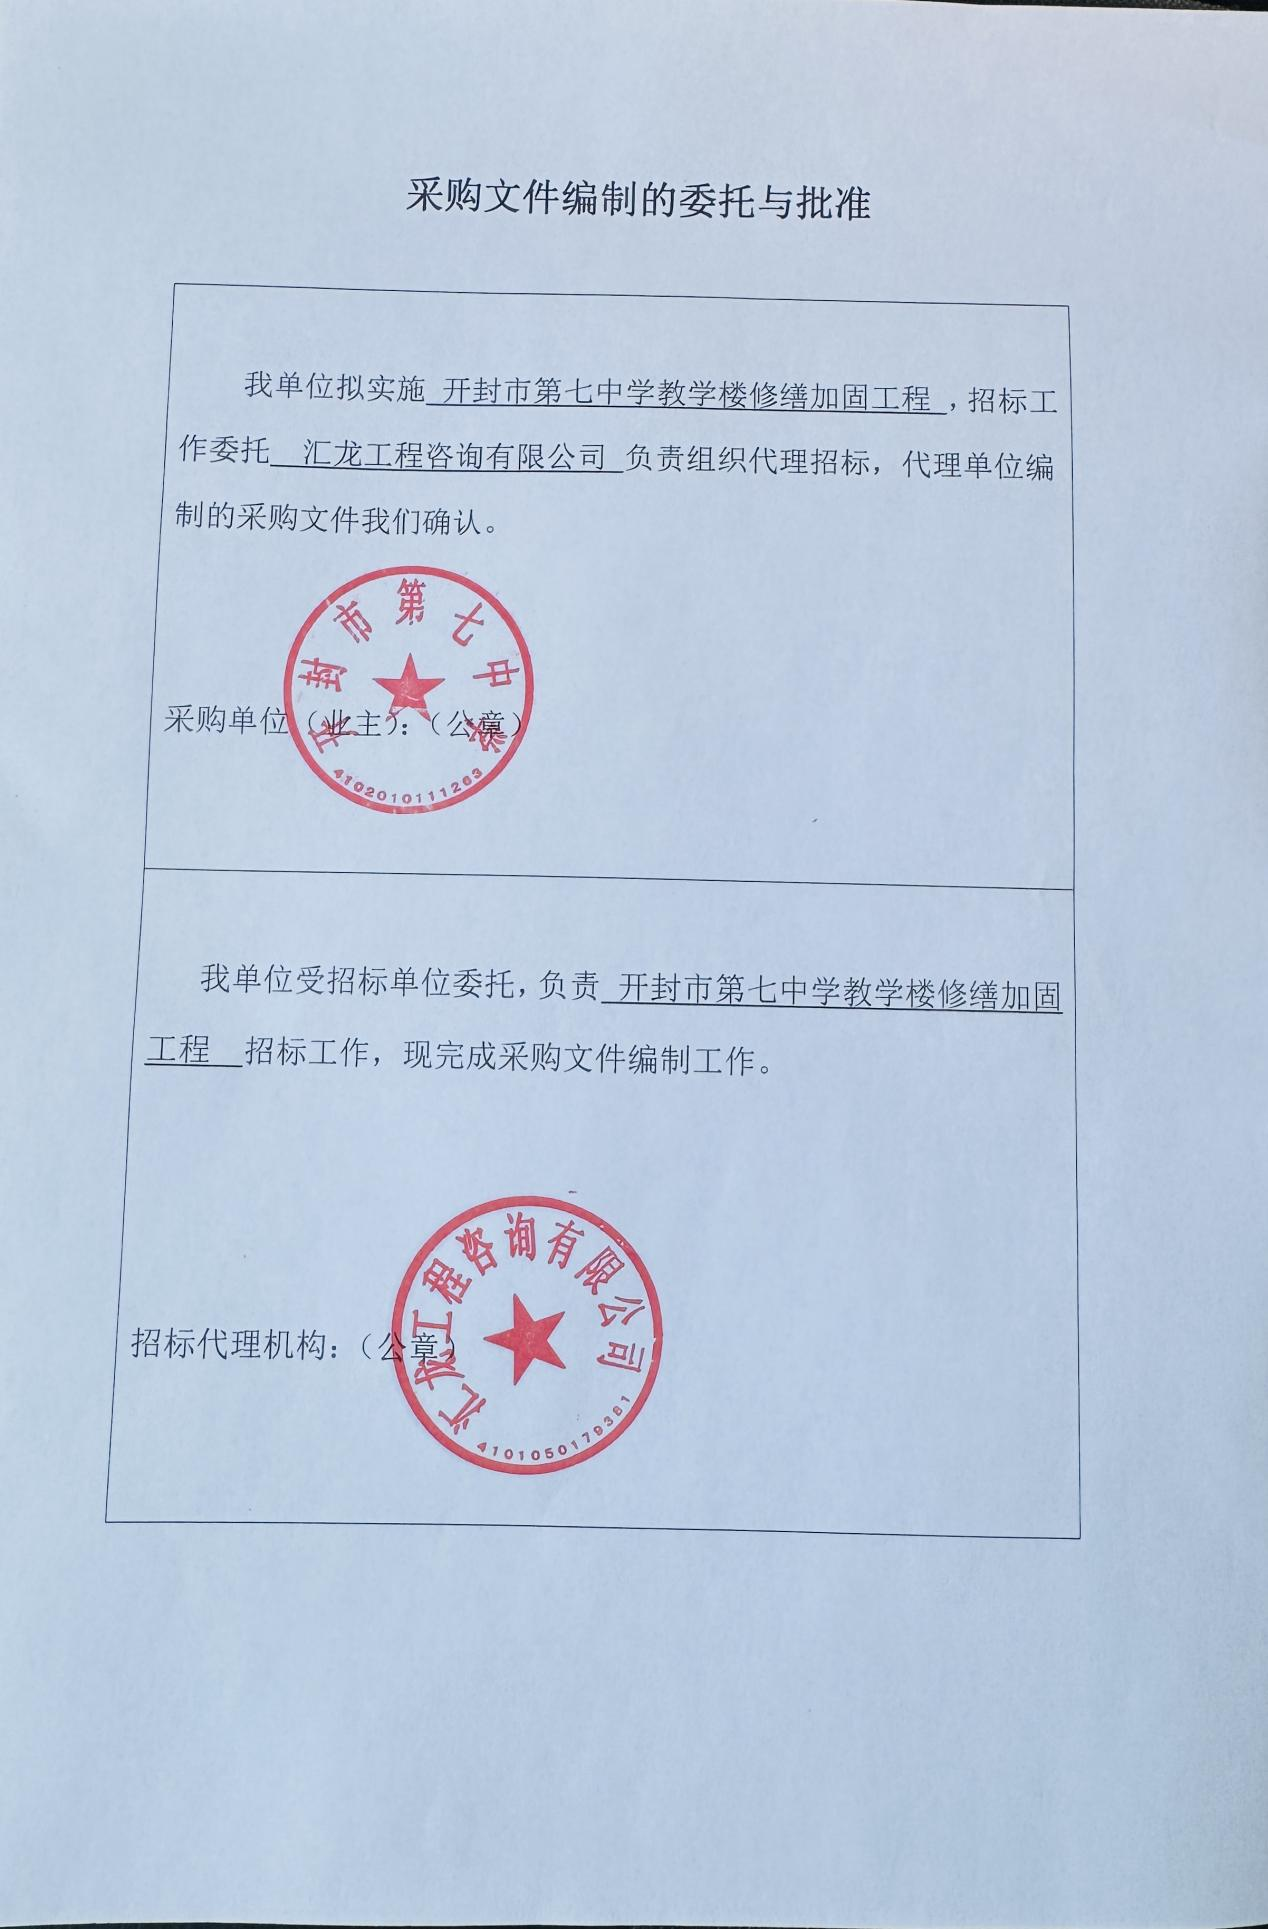 采购文件编制的委托与批准
我单位拟实施 开封市第七中学教学楼修缮加固工程 ，招标工
作委托 汇龙工程咨询有限公司 负责组织代理招标，代理单位编
制的采购文件我们确认。
开封市第七中学
采购单位（业主）：（公章）
4102010111263
我单位受招标单位委托，负责 开封市第七中学教学楼修缮加固
工程 招标工作，现完成采购文件编制工作。
汇龙工程咨询有限公司
招标代理机构：（公章）
4101050179381